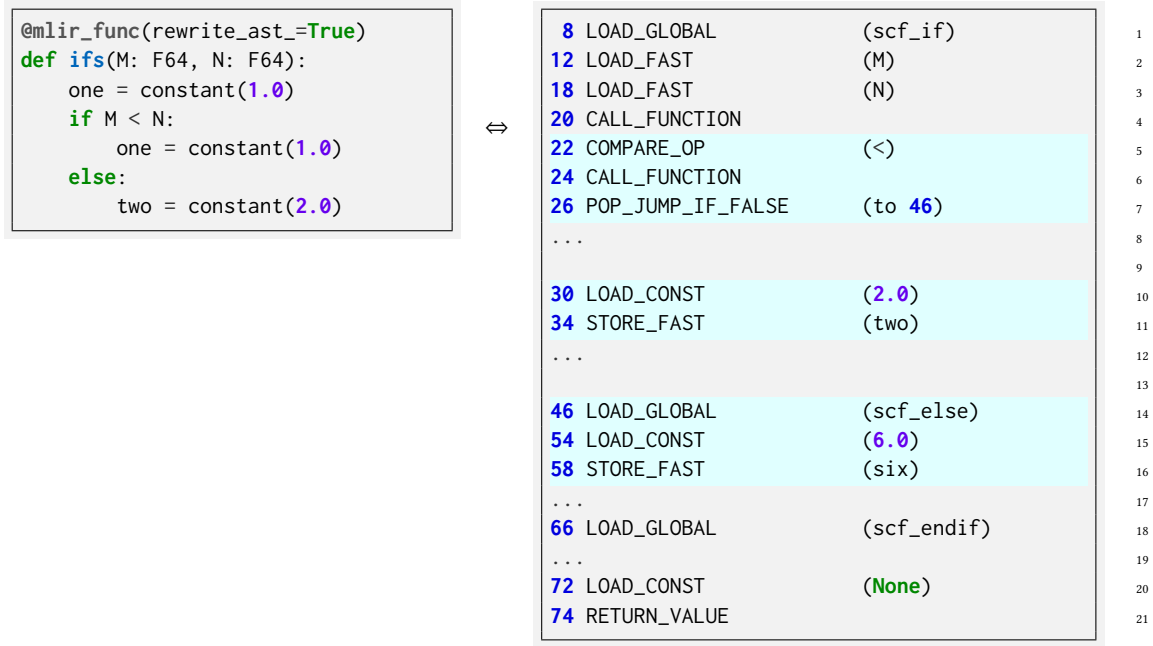 @mlir_func(rewrite_ast_=True)
def ifs(M: F64, N: F64):
    one = constant(1.0)
    if M < N:
        one = constant(1.0)
    else:
        two = constant(2.0)
⇔
8 LOAD_GLOBAL (scf_if) 1
12 LOAD_FAST (M) 2
18 LOAD_FAST (N) 3
20 CALL_FUNCTION 4
22 COMPARE_OP (<) 5
24 CALL_FUNCTION 6
26 POP_JUMP_IF_FALSE (to 46) 7
... 8
9
30 LOAD_CONST (2.0) 10
34 STORE_FAST (two) 11
... 12
13
46 LOAD_GLOBAL (scf_else) 14
54 LOAD_CONST (6.0) 15
58 STORE_FAST (six) 16
... 17
66 LOAD_GLOBAL (scf_endif) 18
... 19
72 LOAD_CONST (None) 20
74 RETURN_VALUE 21